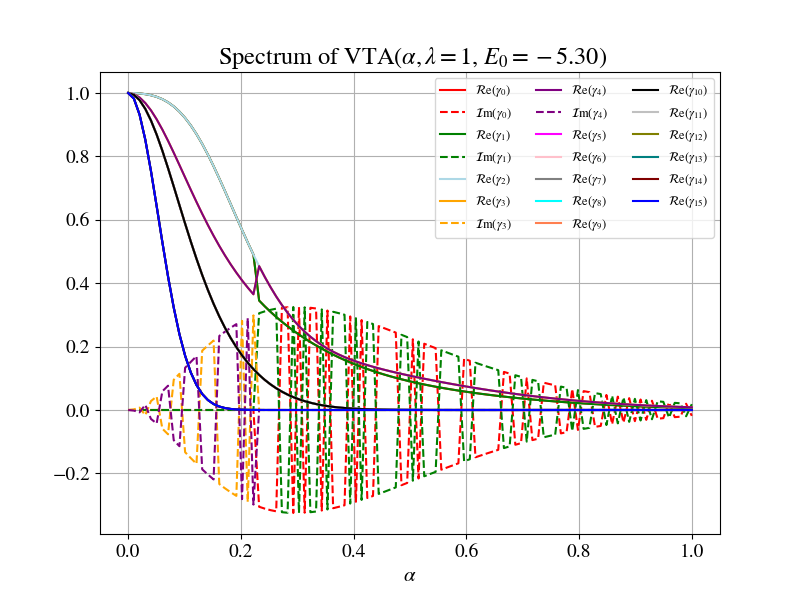 Spectrum of VTA(α, λ = 1, E₀ = −5.30)
1.0
0.8
0.6
0.4
0.2
0.0
−0.2
0.0 0.2 0.4 0.6 0.8 1.0
α
ℛe(γ₀)
ℐm(γ₀)
ℛe(γ₁)
ℐm(γ₁)
ℛe(γ₂)
ℛe(γ₃)
ℐm(γ₃)
ℛe(γ₄)
ℐm(γ₄)
ℛe(γ₅)
ℛe(γ₆)
ℛe(γ₇)
ℛe(γ₈)
ℛe(γ₉)
ℛe(γ₁₀)
ℛe(γ₁₁)
ℛe(γ₁₂)
ℛe(γ₁₃)
ℛe(γ₁₄)
ℛe(γ₁₅)